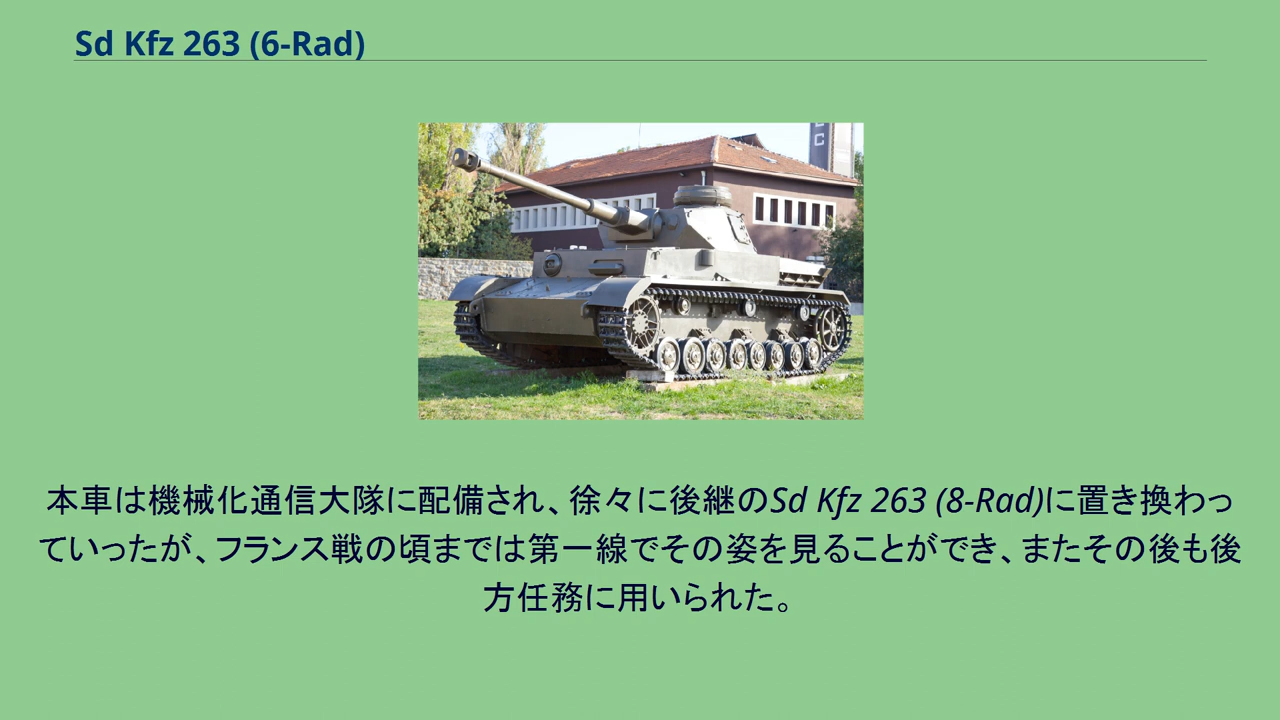 Sd Kfz 263 (6-Rad)
本車は機械化通信大隊に配備され、徐々に後継のSd Kfz 263 (8-Rad)に置き換わっ
ていったが、フランス戦の頃までは第一線でその姿を見ることができ、またその後も後
方任務に用いられた。